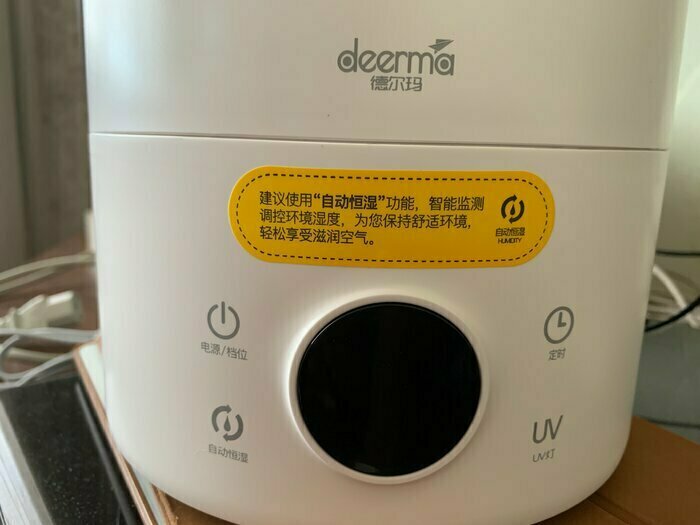 deerma
德尔玛
建议使用“自动恒湿”功能，智能监测
调控环境湿度，为您保持舒适环境，
轻松享受滋润空气。
自动恒湿
HUMIDITY
电源/档位
定时
自动恒湿
UV
UV灯